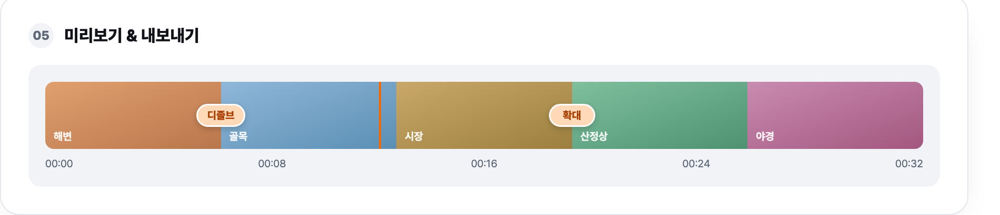 05 미리보기 & 내보내기
디졸브 확대
해변 골목 시장 산정상 야경
00:00 00:08 00:16 00:24 00:32